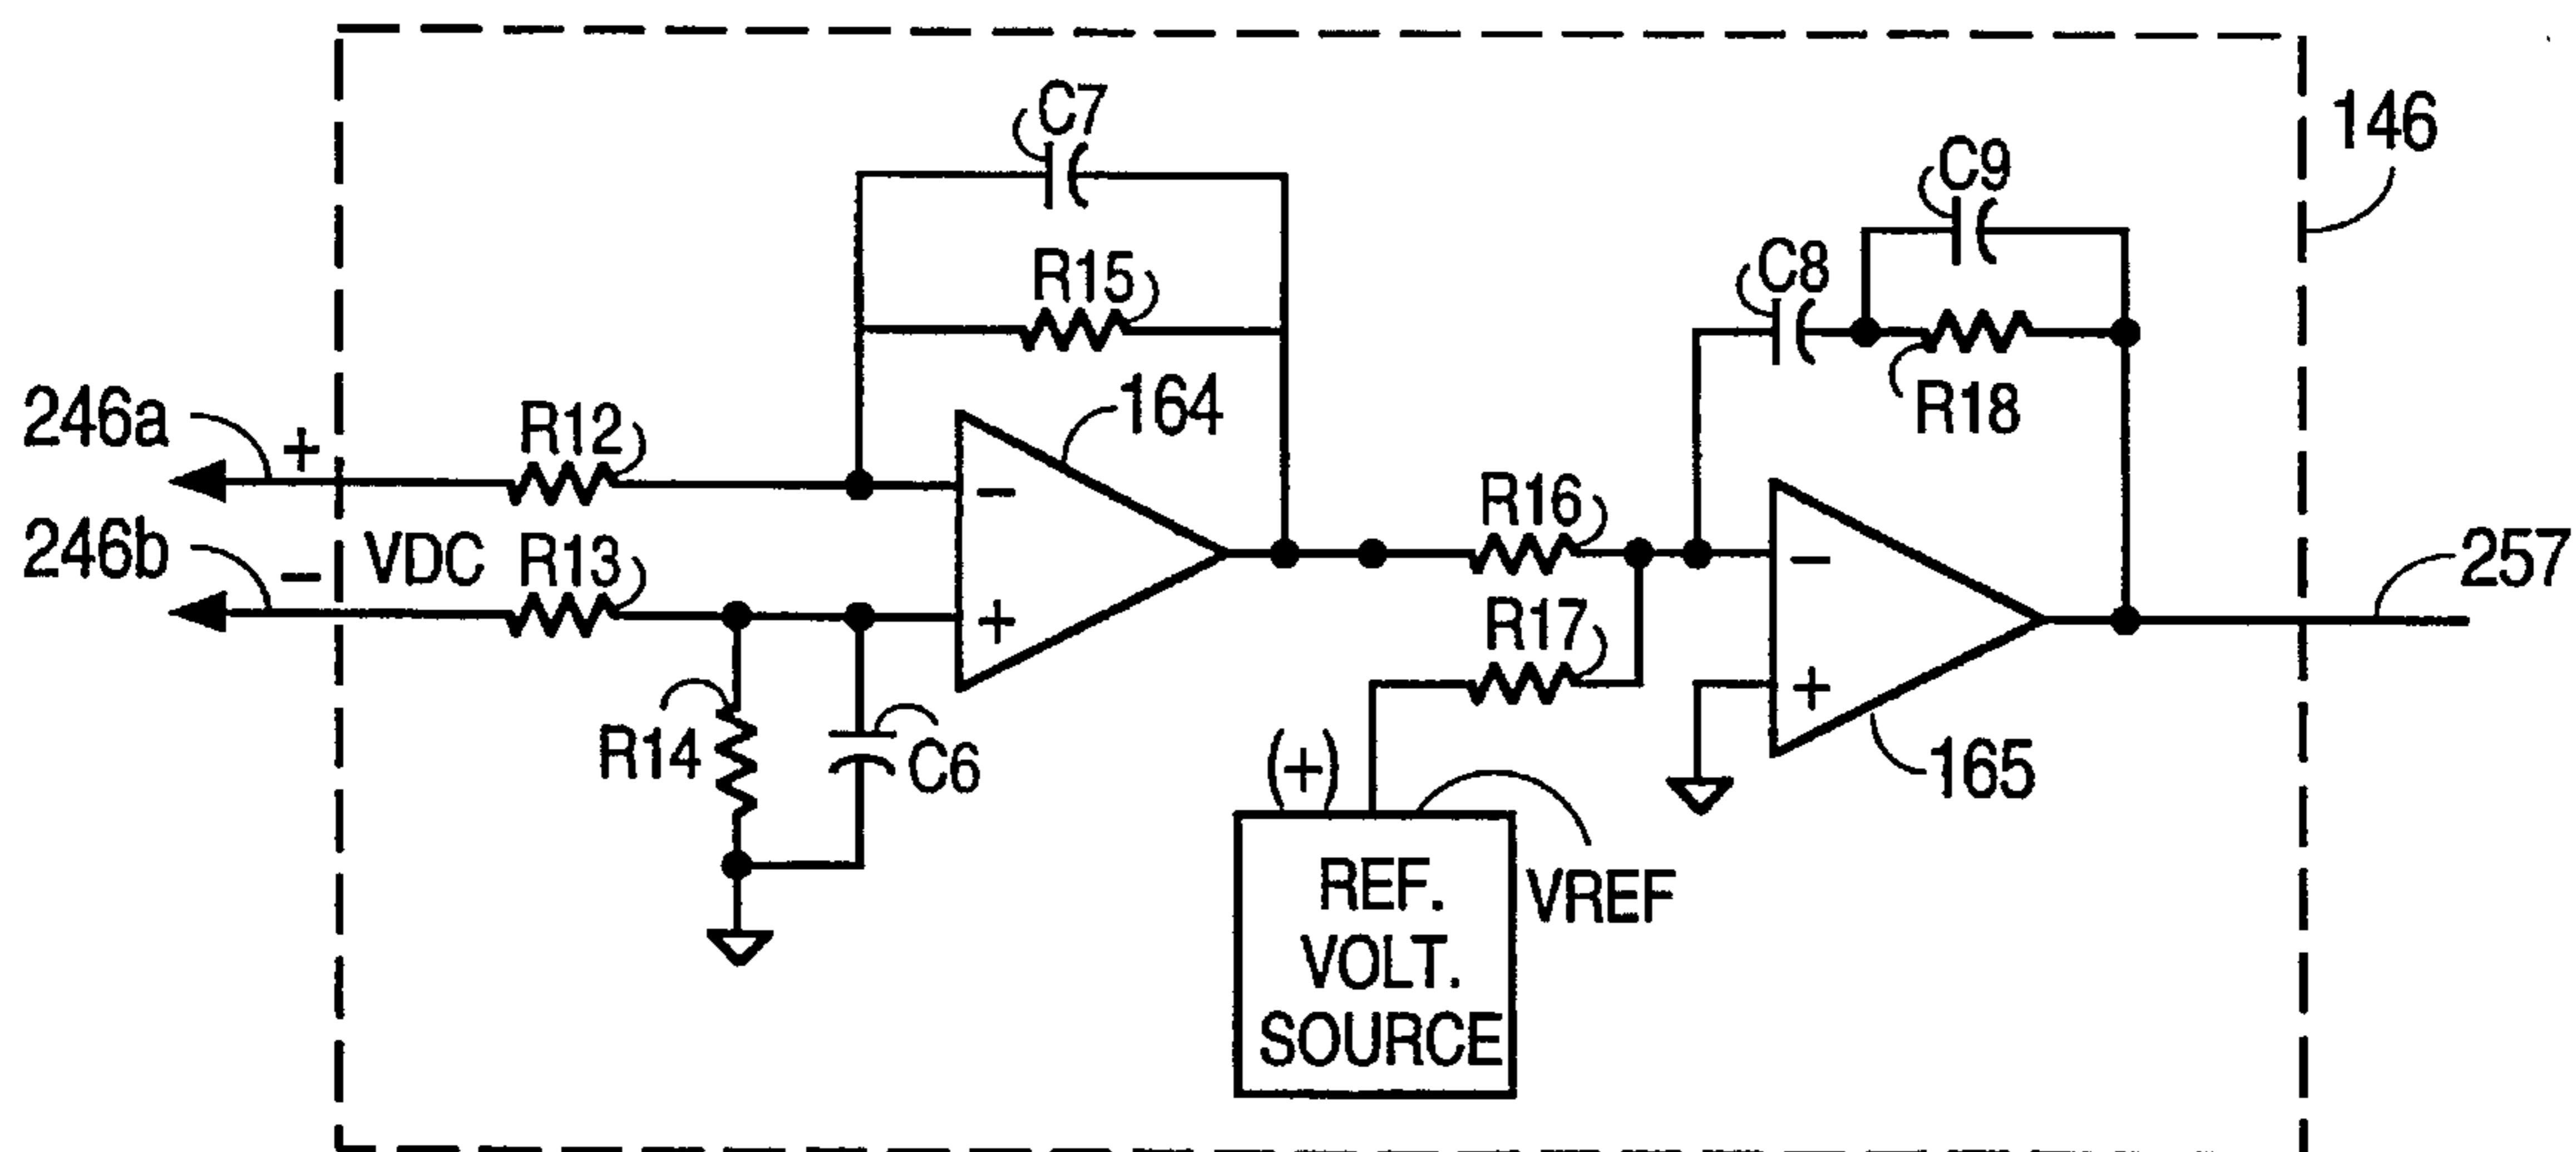 C7
146
C9
R15
C8
164
R18
246a
+
R12
−
R16
257
246b
−
VDC
R13
+
R17
−
+
R14
C6
(+)
165
REF.
VOLT.
SOURCE
VREF